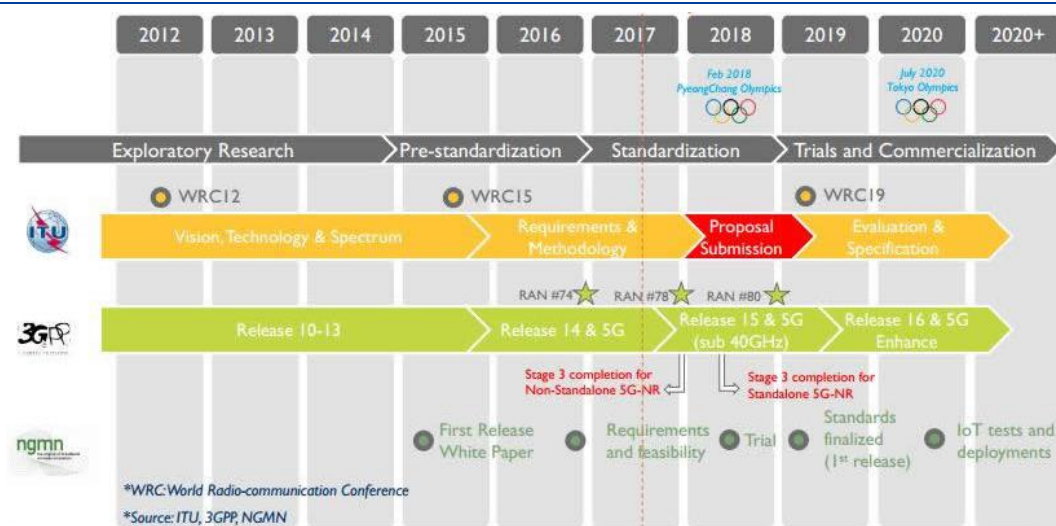 2012 2013 2014 2015 2016 2017 2018 2019 2020 2020+
Feb 2018
PyeongChang Olympics
July 2020
Tokyo Olympics
Exploratory Research Pre-standardization Standardization Trials and Commercialization
WRC12 WRC15 WRC19
ITU
Vision, Technology & Spectrum
Requirements &
Methodology
Proposal
Submission
Evaluation &
Specification
RAN #74 RAN #78 RAN #80
3GPP
Release 10-13
Release 14 & 5G
Release 15 & 5G
(sub 40GHz)
Release 16 & 5G
Enhance
Stage 3 completion for
Non-Standalone 5G-NR
Stage 3 completion for
Standalone 5G-NR
ngmn
First Release
White Paper
Requirements
and feasibility
Trial
Standards
finalized
(1st release)
IoT tests and
deployments
*WRC:World Radio-communication Conference
*Source: ITU, 3GPP, NGMN